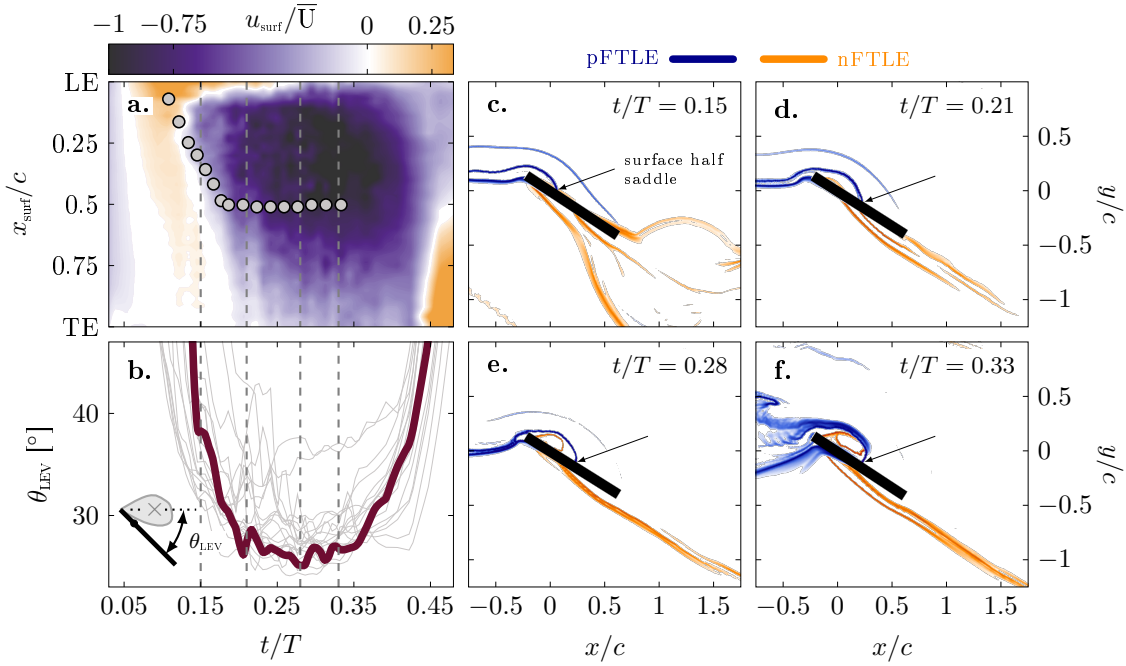 −1 −0.75 u_surf/U̅ 0 0.25
pFTLE nFTLE
LE
a.
0.25
0.5
0.75
TE
x_surf/c
c.
t/T = 0.15
surface half
saddle
d.
t/T = 0.21
0.5
0
−0.5
−1
y/c
b.
40
30
θ_LEV [°]
θ_LEV
0.05 0.15 0.25 0.35 0.45
t/T
e.
t/T = 0.28
−0.5 0 0.5 1 1.5
x/c
f.
t/T = 0.33
0.5
0
−0.5
−1
y/c
−0.5 0 0.5 1 1.5
x/c